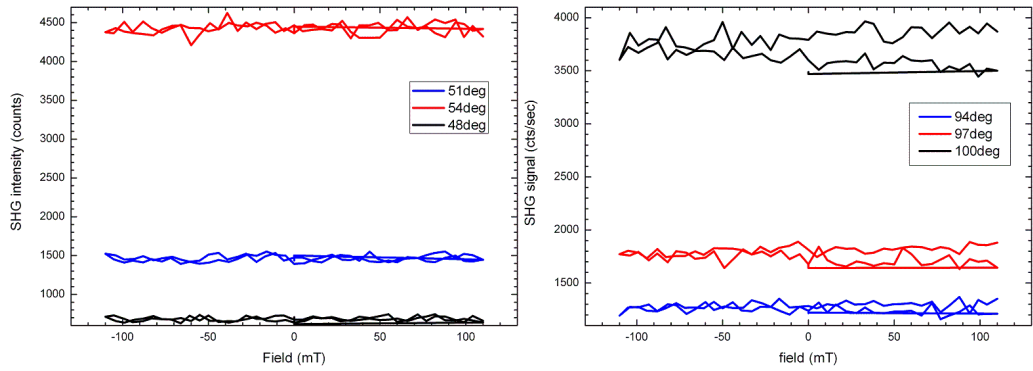 4500
4000
3500
3000
2500
2000
1500
1000
SHG intensity (counts)
51deg
54deg
48deg
-100 -50 0 50 100
Field (mT)
4000
3500
3000
2500
2000
1500
SHG signal (cts/sec)
94deg
97deg
100deg
-100 -50 0 50 100
field (mT)